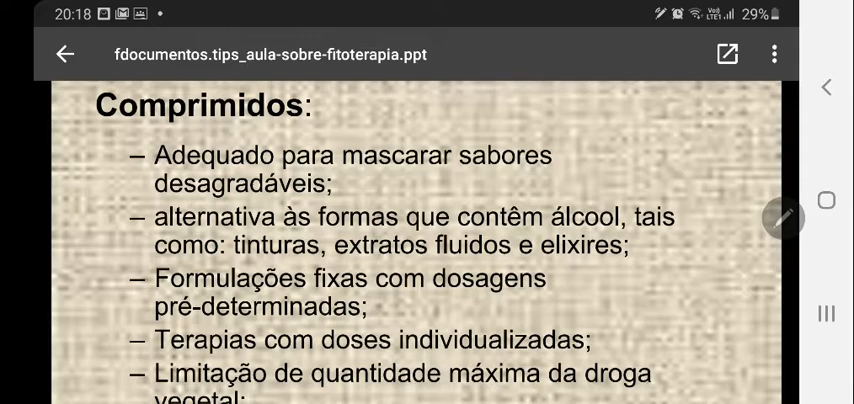 20:18
LTE1 29%
fdocumentos.tips_aula-sobre-fitoterapia.ppt
Comprimidos:
– Adequado para mascarar sabores
desagradáveis;
– alternativa às formas que contêm álcool, tais
como: tinturas, extratos fluidos e elixires;
– Formulações fixas com dosagens
pré-determinadas;
– Terapias com doses individualizadas;
– Limitação de quantidade máxima da droga
vegetal;